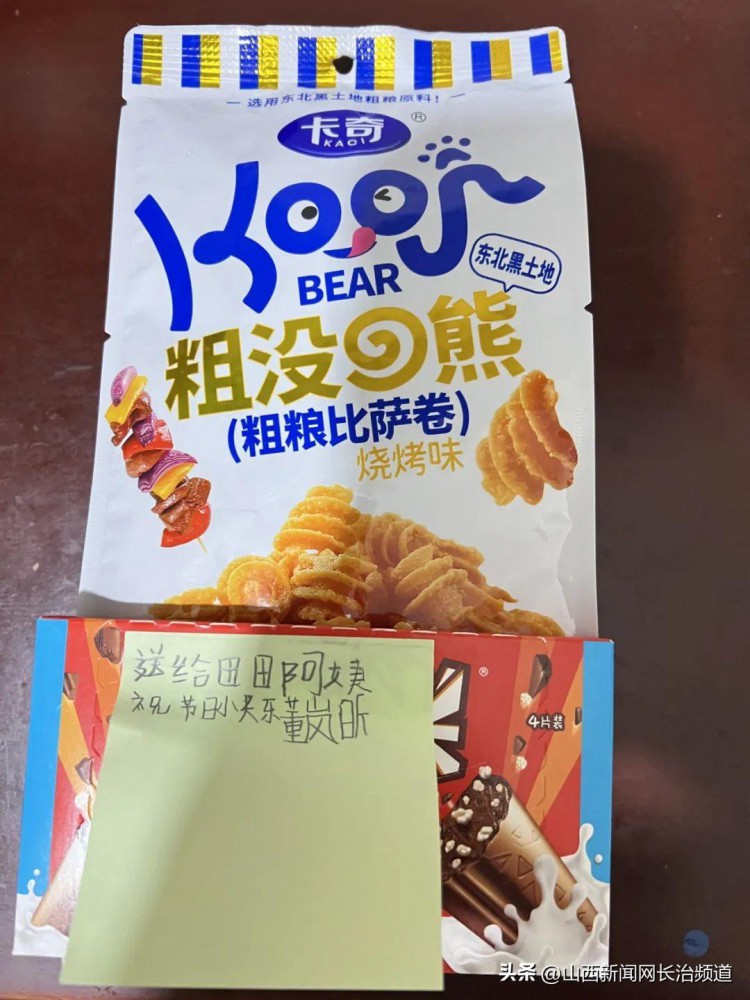 一 选用东北黑土地粗粮原料！ 一
卡奇®
KAQI
Koos
BEAR
东北黑土地
粗没回熊
(粗粮比萨卷)
烧烤味
送给田田阿姨
祝节日小关乐董岚昕
®
4片装
头条 @山西新闻网长治频道